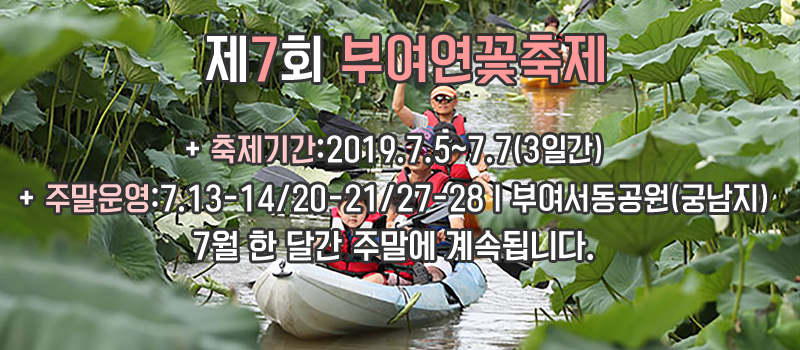 제7회 부여연꽃축제
+ 축제기간:2019.7.5~7.7(3일간)
+ 주말운영:7.13-14/20-21/27-28 | 부여서동공원(궁남지)
7월 한 달간 주말에 계속됩니다.